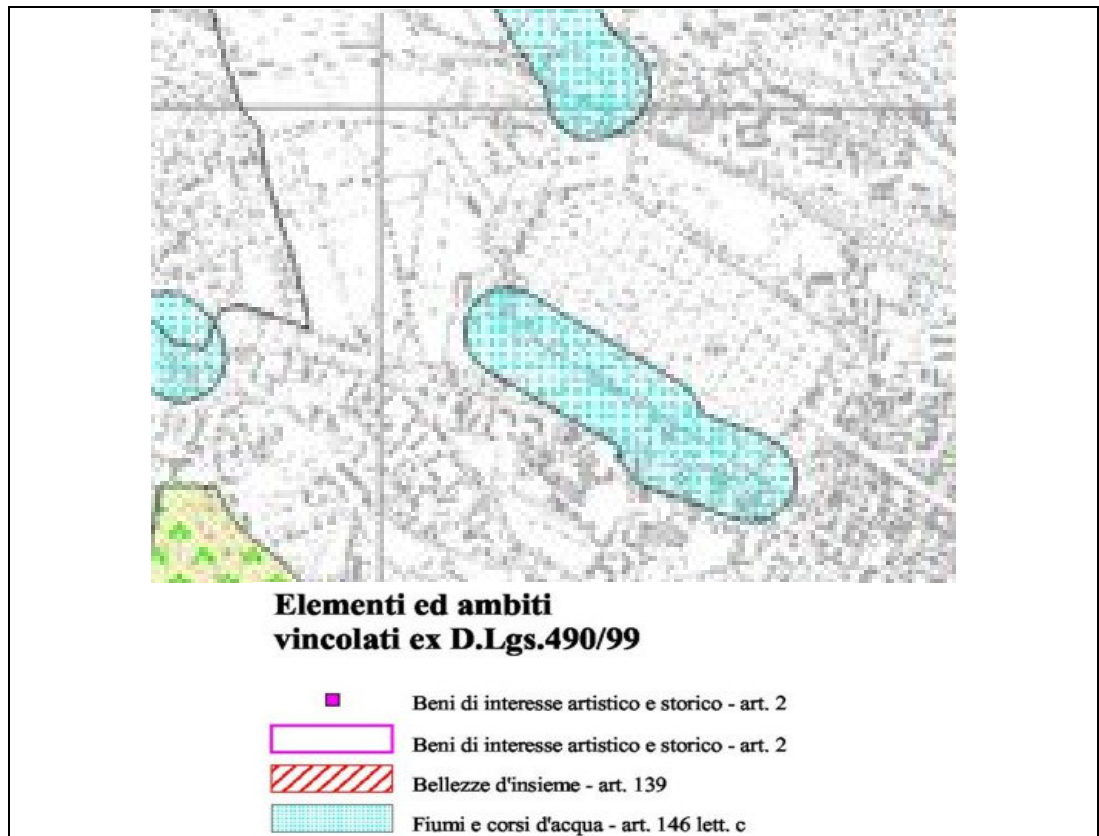 Elementi ed ambiti
vincolati ex D.Lgs.490/99
Beni di interesse artistico e storico - art. 2
Beni di interesse artistico e storico - art. 2
Bellezze d'insieme - art. 139
Fiumi e corsi d'acqua - art. 146 lett. c